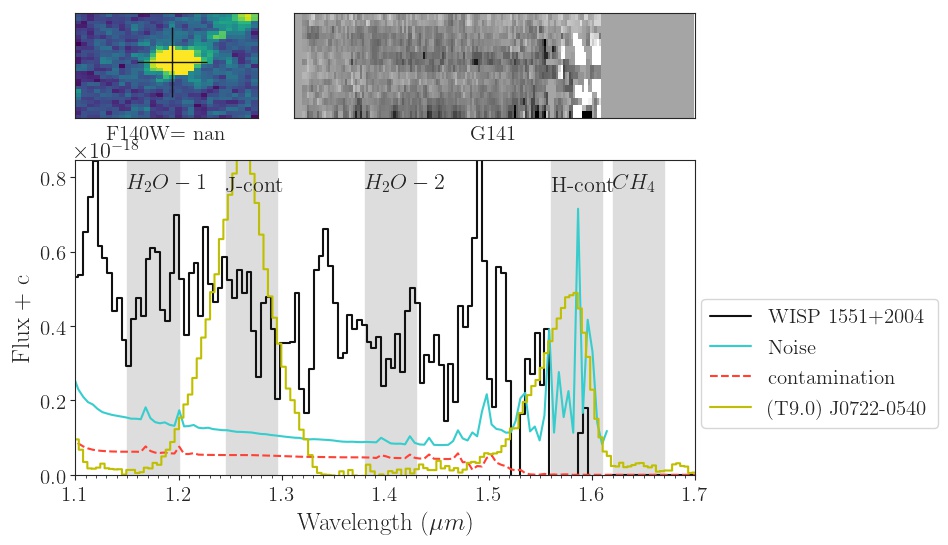 F140W= nan
G141
×10−18
H2O − 1
J-cont
H2O − 2
H-cont
CH4
0.8
0.6
0.4
0.2
0.0
Flux + c
1.1
1.2
1.3
1.4
1.5
1.6
1.7
Wavelength (μm)
WISP 1551+2004
Noise
contamination
(T9.0) J0722-0540